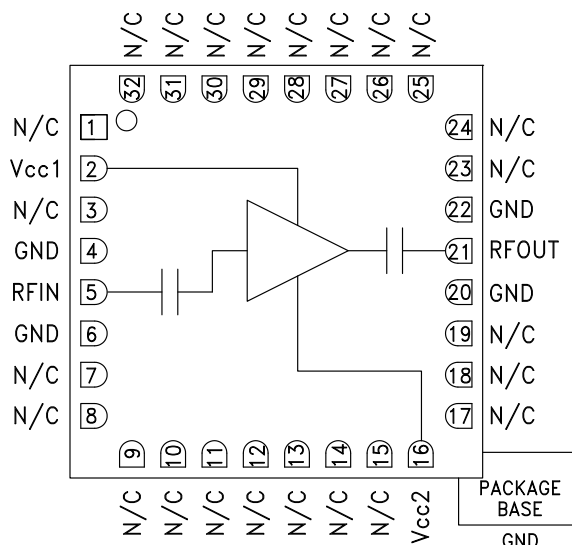 N/C N/C N/C N/C N/C N/C N/C N/C
32 31 30 29 28 27 26 25
N/C 1
Vcc1 2
N/C 3
GND 4
RFIN 5
GND 6
N/C 7
N/C 8
24 N/C
23 N/C
22 GND
21 RFOUT
20 GND
19 N/C
18 N/C
17 N/C
9 10 11 12 13 14 15 16
N/C N/C N/C N/C N/C N/C N/C Vcc2
PACKAGE
BASE
GND